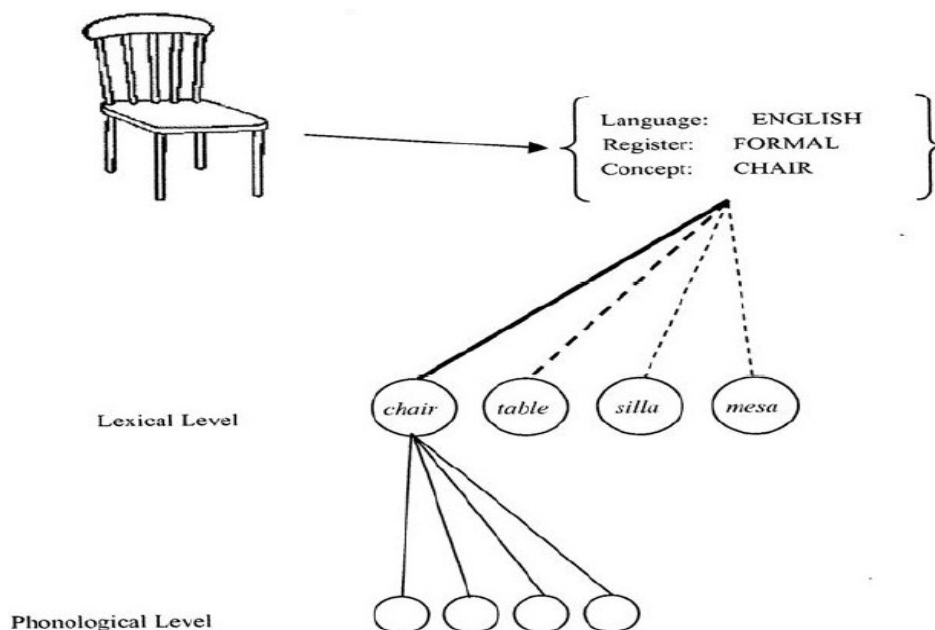 Language: ENGLISH
Register: FORMAL
Concept: CHAIR
Lexical Level
chair table silla mesa
Phonological Level